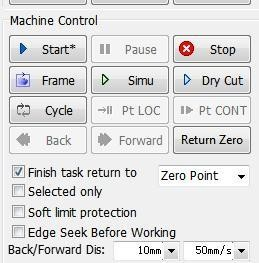 Machine Control
Start* Pause Stop
Frame Simu Dry Cut
Cycle Pt LOC Pt CONT
Back Forward Return Zero
Finish task return to Zero Point
Selected only
Soft limit protection
Edge Seek Before Working
Back/Forward Dis: 10mm 50mm/s